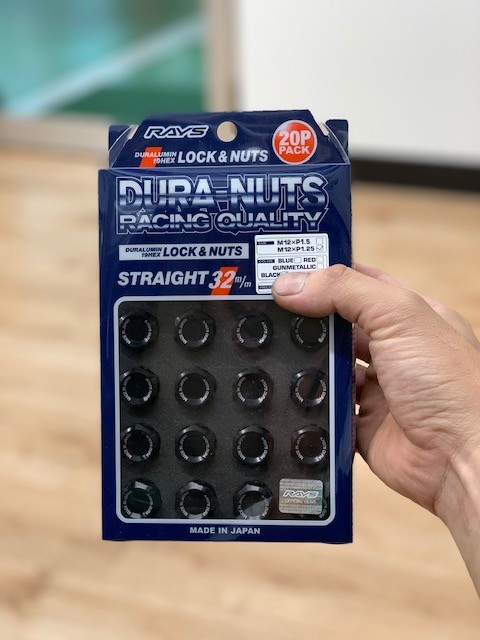 RAYS
DURALUMIN
19HEX LOCK & NUTS
20P
PACK
DURA-NUTS
RACING QUALITY
DURALUMIN
19HEX LOCK & NUTS
M12×P1.5
M12×P1.25
BLUE RED
GUNMETALLIC
BLACK
STRAIGHT 32m/m
RAYS
MADE IN JAPAN